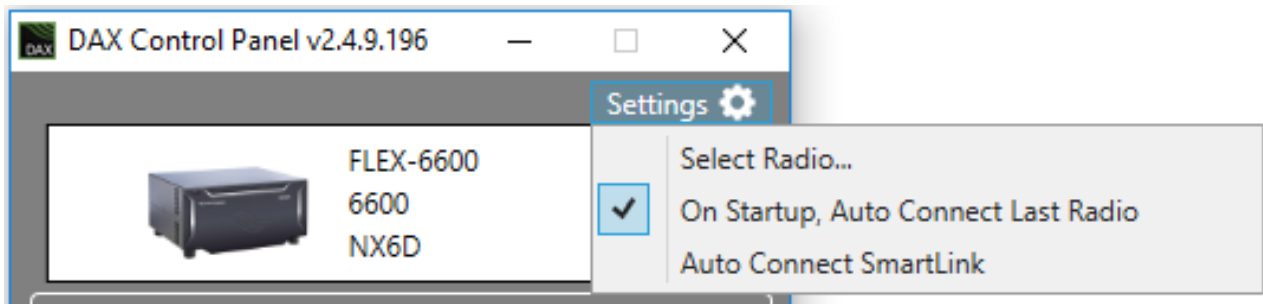 DAX
DAX Control Panel v2.4.9.196
Settings
FLEX-6600
6600
NX6D
Select Radio...
On Startup, Auto Connect Last Radio
Auto Connect SmartLink